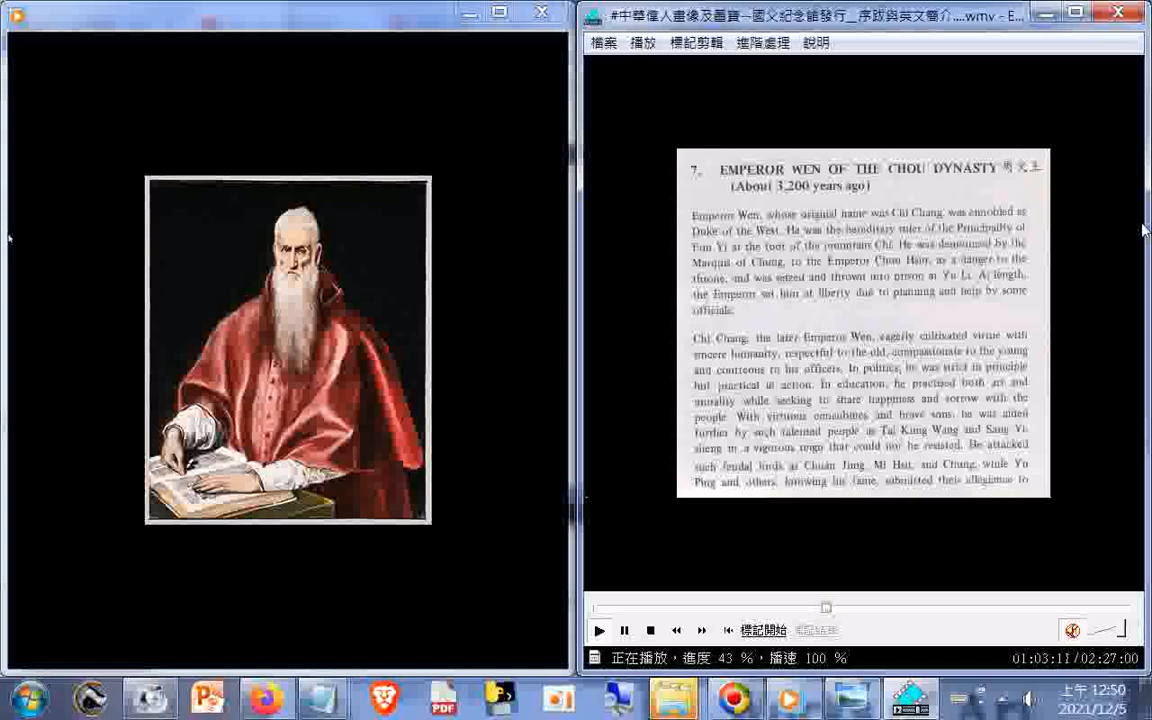 #中華偉人畫像及墨寶－國父紀念館發行＿序跋與英文簡介....wmv - E...
檔案 播放 標記剪輯 進階處理 說明
7. EMPEROR WEN OF THE CHOU DYNASTY 周文王
(About 3,200 years ago)
Emperor Wen, whose original name was Chi Chang, was ennobled as
Duke of the West. He was the hereditary ruler of the Principality of
at the foot of the mountain Chi. He was denounced by the
Marquis of Chung, to the Emperor Chou Hsin, as a danger to the
throne, and was seized and thrown into prison at Yu Li. At length,
the Emperor set him at liberty due to planning and help by some
officials.
Chi Chang, the later Emperor Wen, eagerly cultivated virtue with
sincere humanity, respectful to the old, compassionate to the young
and courteous to his officers. In politics, he was strict in principle
but practical in action. In education, he practised both art and
morality while seeking to share happiness and sorrow with the
people. With virtuous concubines and brave sons, he was aided
further by such talented people as Tai Kung Wang and Sang Yi
sheng in a vigorous reign that could not be resisted. He attacked
such feudal lords as Chuan Jung, Mi Hsu, and Chung, while Yu
Ping and others, knowing his fame, submitted their allegiance to
標記開始 標記結束
正在播放，進度 43 %，播速 100 %
01:03:11/02:27:00
PDF
上午 12:50
2021/12/5